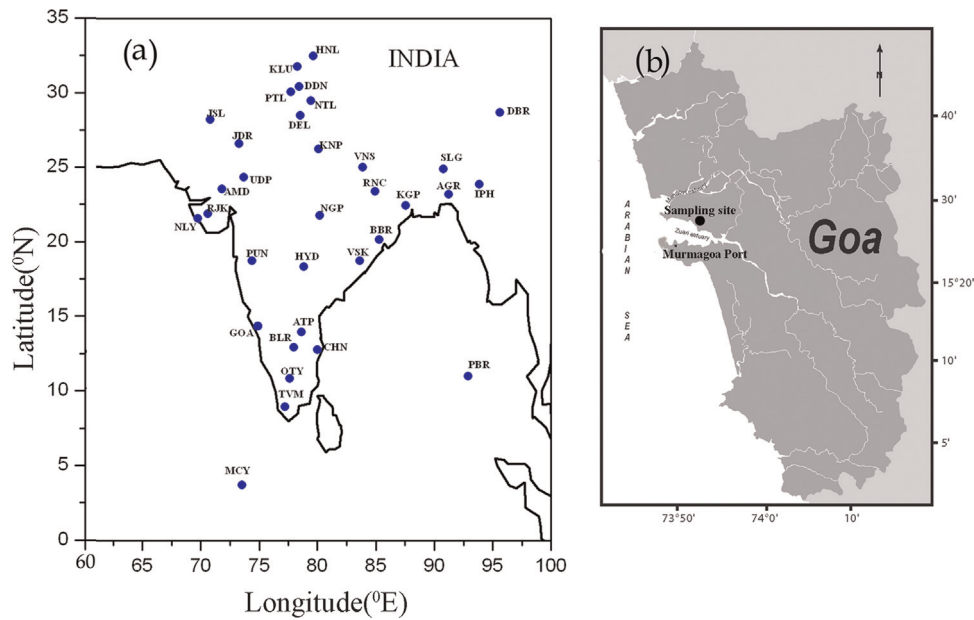 35
30
25
20
15
10
5
0
Latitude(⁰N)
(a)
INDIA
HNL
KLU
DDN
PTL
NTL
DEL
DBR
JSL
JDR
KNP
VNS
SLG
UDP
RNC
AMD
KGP
AGR
IPH
RJK
NGP
NLY
BBR
PUN
HYD
VSK
GOA
ATP
BLR
CHN
OTY
PBR
TVM
MCY
60 65 70 75 80 85 90 95 100
Longitude(⁰E)
(b)
N
40'
30'
15°20'
10'
5'
ARABIAN SEA
Sampling site
Zuari estuary
Murmagoa Port
Goa
73°50' 74°0' 10'